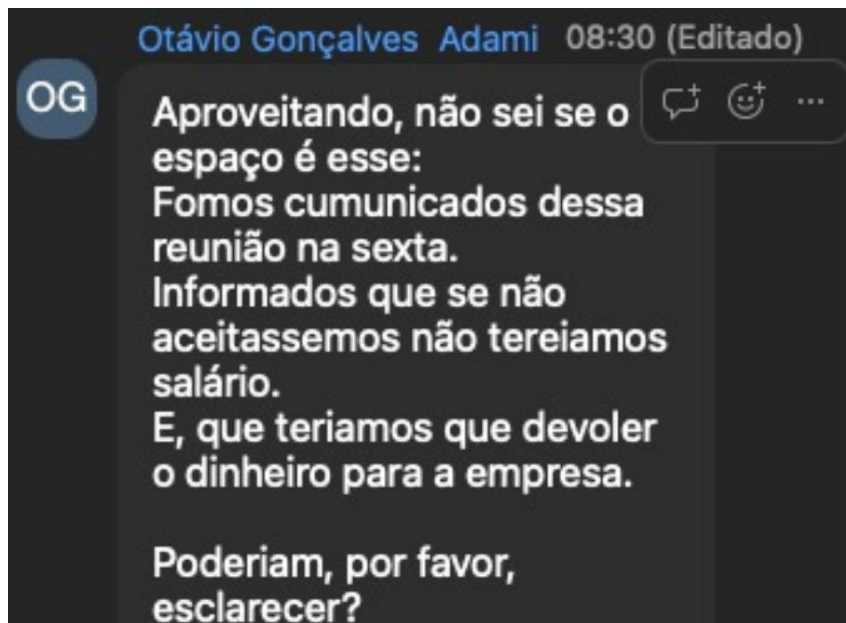 Otávio Gonçalves Adami 08:30 (Editado)
OG
Aproveitando, não sei se o
espaço é esse:
Fomos cumunicados dessa
reunião na sexta.
Informados que se não
aceitassemos não tereiamos
salário.
E, que teriamos que devoler
o dinheiro para a empresa.
Poderiam, por favor,
esclarecer?